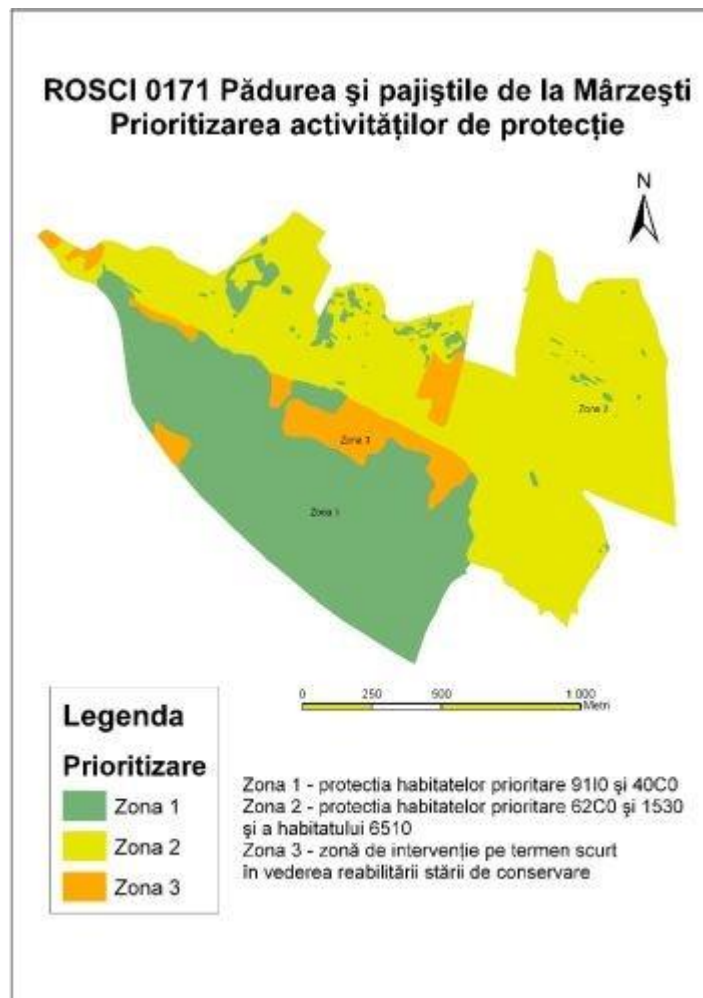 ROSCI 0171 Pădurea şi pajiştile de la Mârzeşti
Prioritizarea activităţilor de protecţie
N
Zona 2
Zona 3
Zona 1
0 250 500 1 000
Metri
Legenda
Prioritizare
Zona 1
Zona 2
Zona 3
Zona 1 - protectia habitatelor prioritare 91I0 şi 40C0
Zona 2 - protectia habitatelor prioritare 62C0 şi 1530
şi a habitatului 6510
Zona 3 - zonă de intervenţie pe termen scurt
în vederea reabilitării stării de conservare